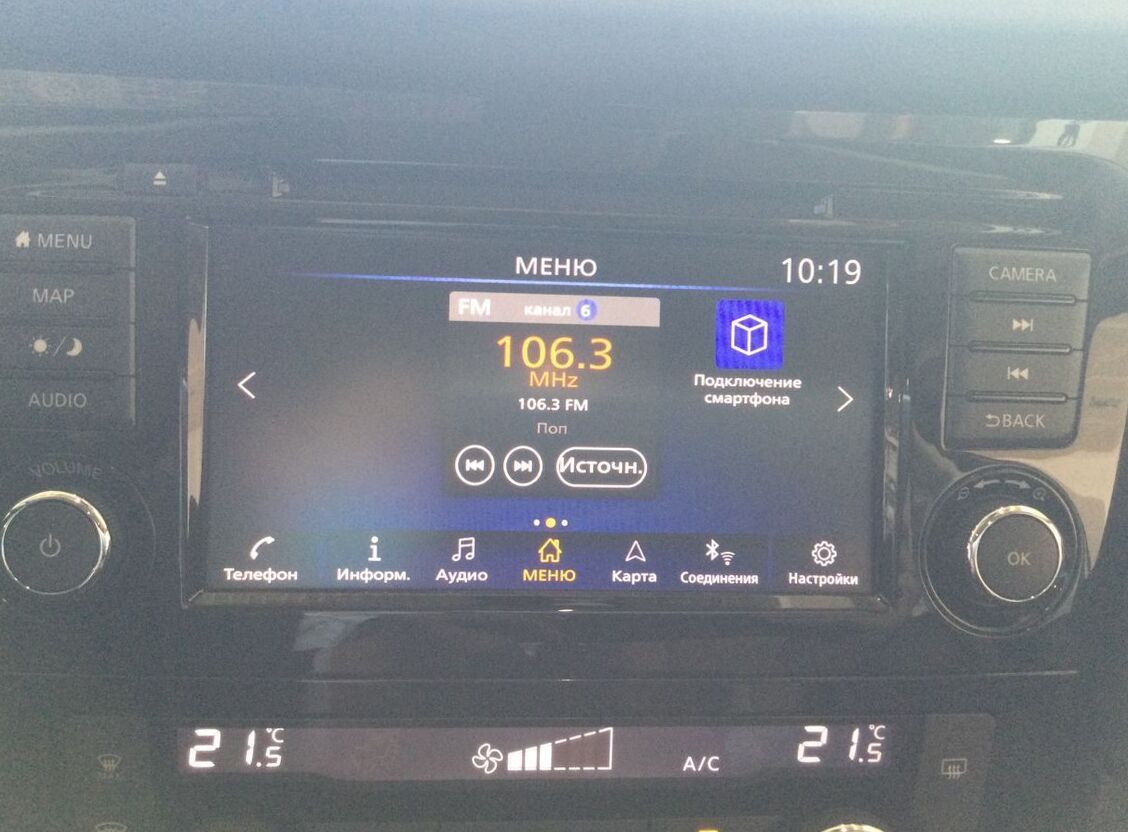 MENU
MAP
AUDIO
VOLUME
МЕНЮ
10:19
FM канал 6
106.3
MHz
106.3 FM
Поп
Источн.
Подключение
смартфона
Телефон
Информ.
Аудио
МЕНЮ
Карта
Соединения
Настройки
CAMERA
BACK
OK
21.5 °C
A/C
21.5 °C